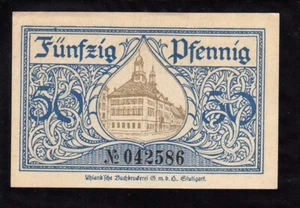 Fünfzig Pfennig
50 50
№ 042586
Uhland'sche Buchdruckerei G. m. b. H., Stuttgart.